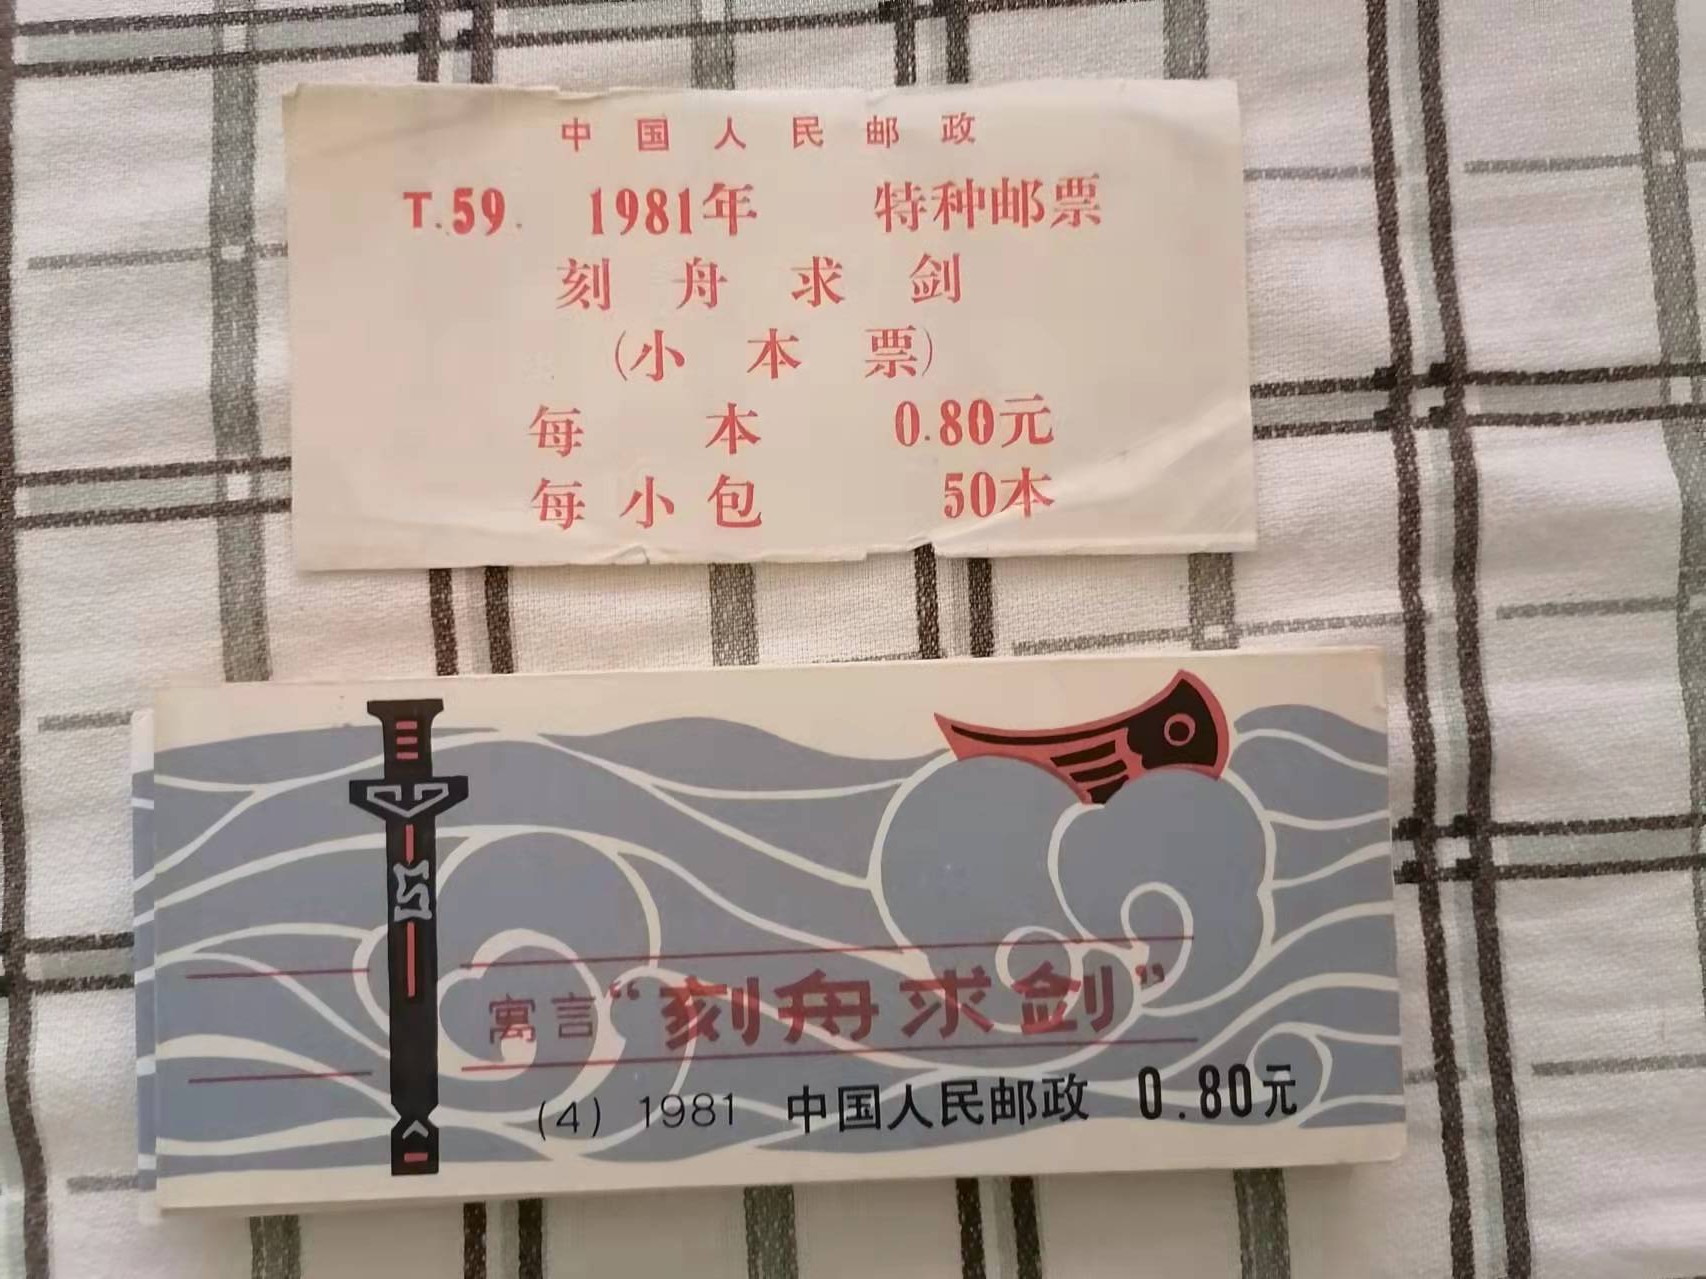 中国人民邮政
T.59. 1981年 特种邮票
刻舟求剑
(小本票)
每本 0.80元
每小包 50本
寓言“刻舟求剑”
(4) 1981 中国人民邮政 0.80元